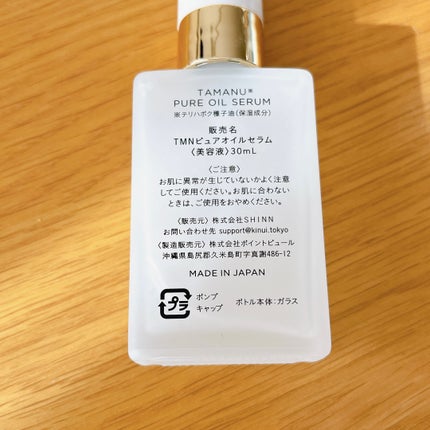 TAMANU※
PURE OIL SERUM
※テリハボク種子油(保湿成分)
販売名
TMNピュアオイルセラム
〈美容液〉30mL
〈ご注意〉
お肌に異常が生じていないかよく注意
してご使用ください。お肌に合わない
ときは、ご使用をおやめください。
〈販売元〉株式会社SHINN
お問い合わせ先 support@kinui.tokyo
〈製造販売元〉株式会社ポイントピュール
沖縄県島尻郡久米島町字真謝486-12
MADE IN JAPAN
プラ
ポンプ
キャップ
ボトル本体:ガラス